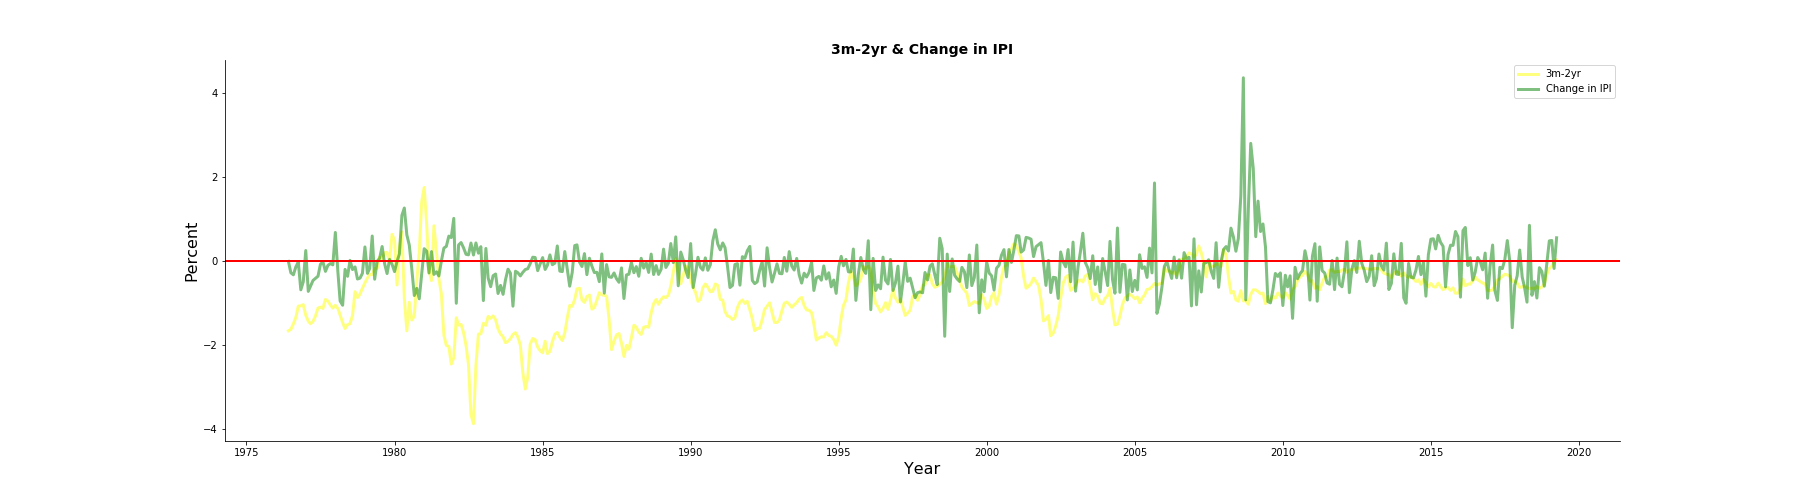 3m-2yr & Change in IPI
3m-2yr
Change in IPI
Percent
4
2
0
−2
−4
1975 1980 1985 1990 1995 2000 2005 2010 2015 2020
Year